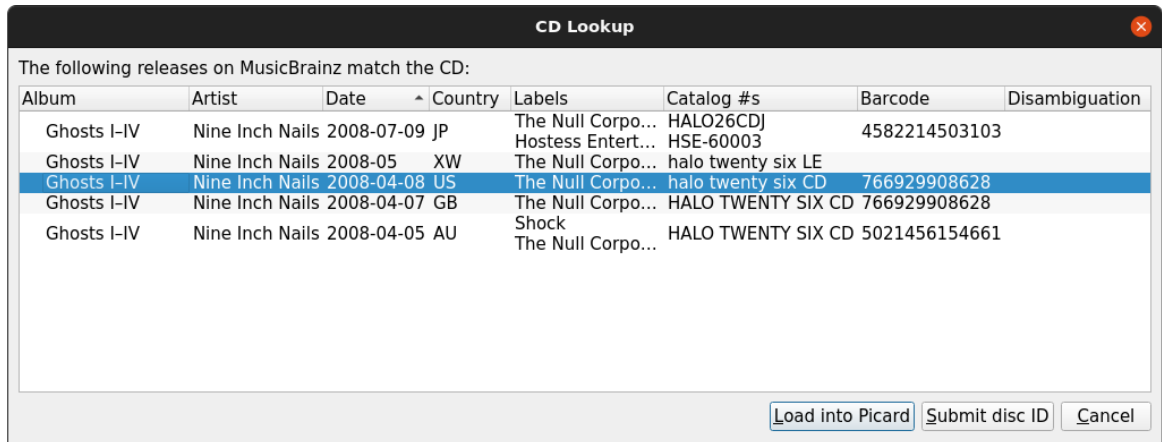 CD Lookup
The following releases on MusicBrainz match the CD:
Album Artist Date Country Labels Catalog #s Barcode Disambiguation
Ghosts I–IV Nine Inch Nails 2008-07-09 JP The Null Corpo... HALO26CDJ 4582214503103
Hostess Entert... HSE-60003
Ghosts I–IV Nine Inch Nails 2008-05 XW The Null Corpo... halo twenty six LE
Ghosts I–IV Nine Inch Nails 2008-04-08 US The Null Corpo... halo twenty six CD 766929908628
Ghosts I–IV Nine Inch Nails 2008-04-07 GB The Null Corpo... HALO TWENTY SIX CD 766929908628
Ghosts I–IV Nine Inch Nails 2008-04-05 AU Shock HALO TWENTY SIX CD 5021456154661
The Null Corpo...
Load into Picard Submit disc ID Cancel